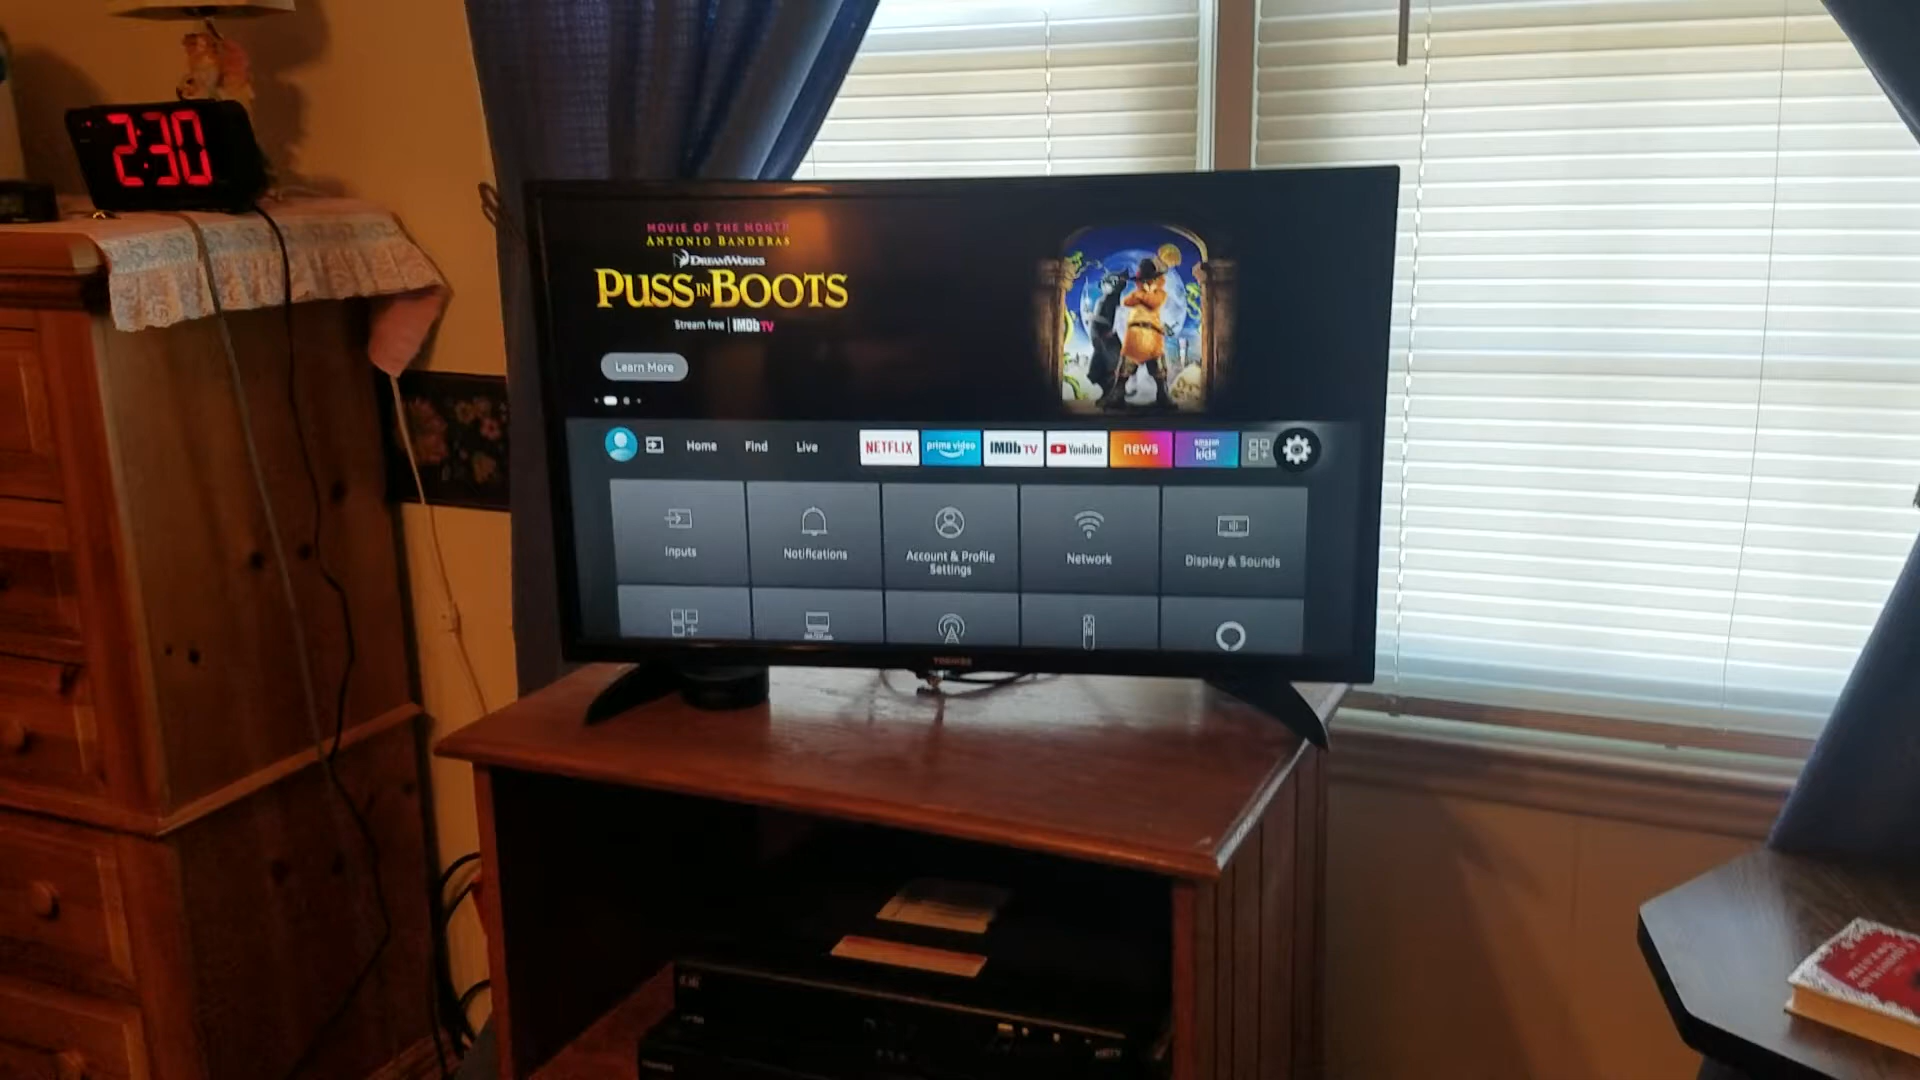 2:30
MOVIE OF THE MONTH
ANTONIO BANDERAS
DREAMWORKS
PUSS IN BOOTS
Stream free | IMDb TV
Learn More
Home Find Live NETFLIX prime video IMDb TV YouTube news amazon kids
Inputs Notifications Account & Profile Settings Network Display & Sounds
TOSHIBA
HDTV